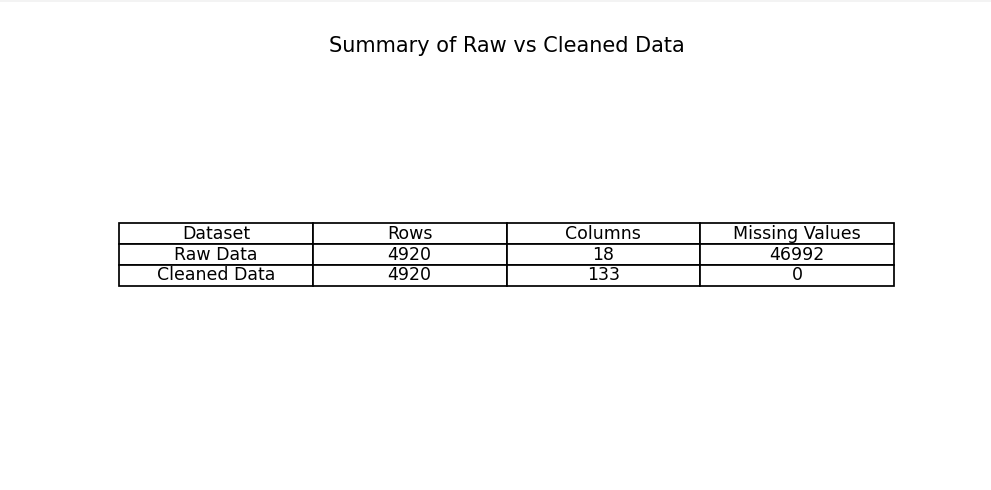 Summary of Raw vs Cleaned Data
Dataset Rows Columns Missing Values
Raw Data 4920 18 46992
Cleaned Data 4920 133 0